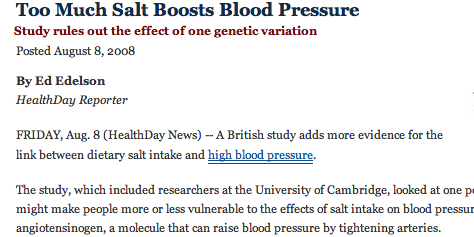 Too Much Salt Boosts Blood Pressure
Study rules out the effect of one genetic variation
Posted August 8, 2008
By Ed Edelson
HealthDay Reporter
FRIDAY, Aug. 8 (HealthDay News) -- A British study adds more evidence for the
link between dietary salt intake and high blood pressure.
The study, which included researchers at the University of Cambridge, looked at one
might make people more or less vulnerable to the effects of salt intake on blood
angiotensinogen, a molecule that can raise blood pressure by tightening arteries.